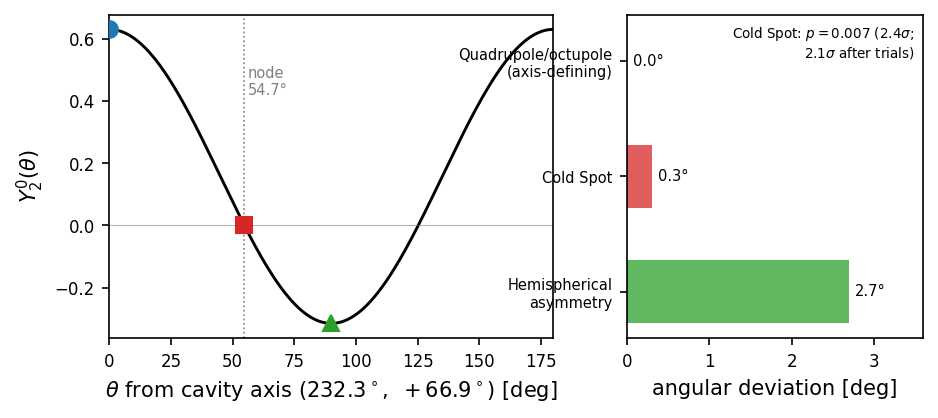 0.6
0.4
0.2
0.0
−0.2
Y₂⁰(θ)
node
54.7°
0
25
50
75
100
125
150
175
θ from cavity axis (232.3°, +66.9°) [deg]
Cold Spot: p = 0.007 (2.4σ;
2.1σ after trials)
Quadrupole/octupole
(axis-defining)
0.0°
Cold Spot
0.3°
Hemispherical
asymmetry
2.7°
0
1
2
3
angular deviation [deg]